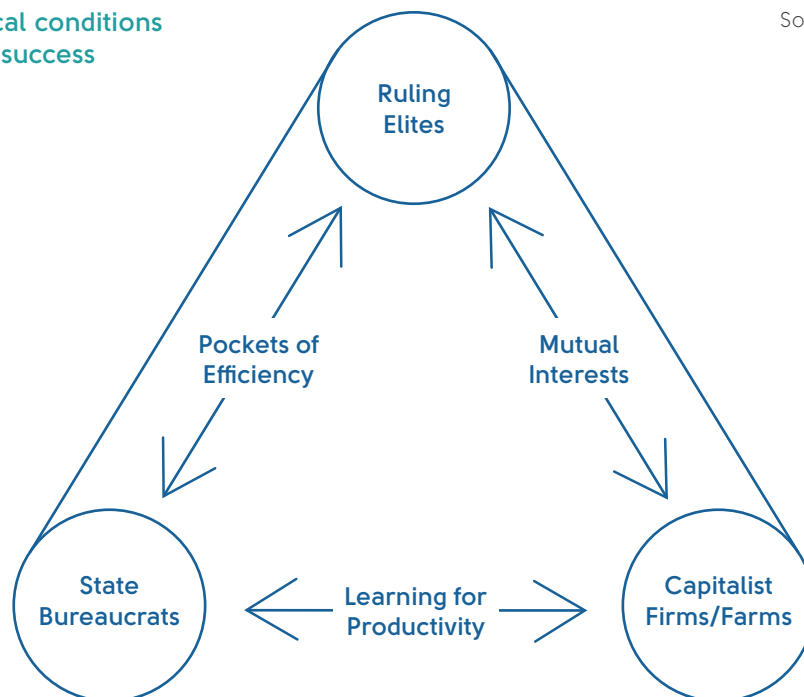 cal conditions
success
So
Ruling
Elites
Pockets of
Efficiency
Mutual
Interests
State
Bureaucrats
Learning for
Productivity
Capitalist
Firms/Farms